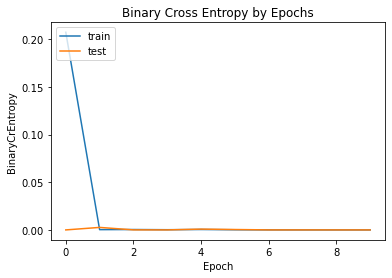 Binary Cross Entropy by Epochs
train
test
0.20
0.15
0.10
0.05
0.00
BinaryCrEntropy
0 2 4 6 8
Epoch